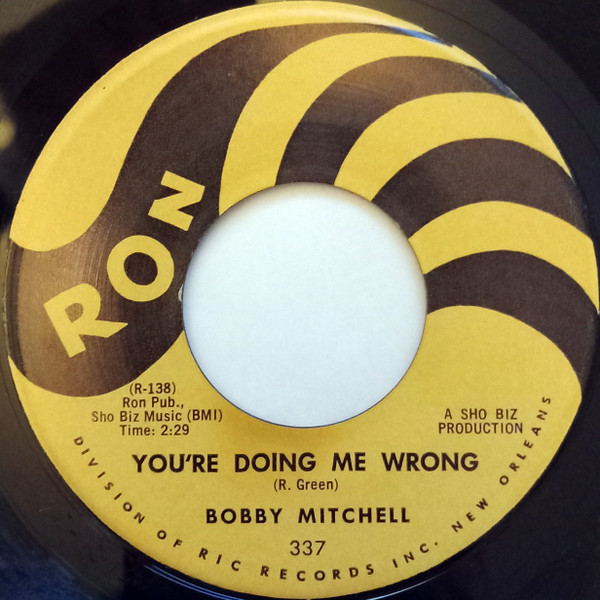 RON
(R-138)
Ron Pub.,
Sho Biz Music (BMI)
Time: 2:29
A SHO BIZ
PRODUCTION
YOU'RE DOING ME WRONG
(R. Green)
BOBBY MITCHELL
337
DIVISION OF RIC RECORDS INC. NEW ORLEANS